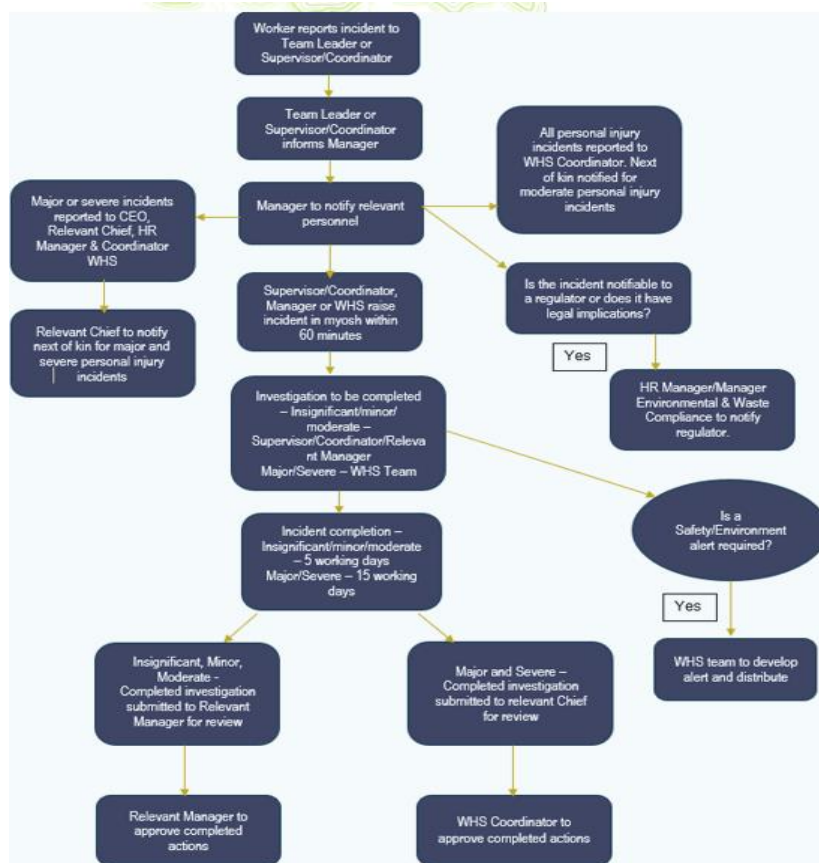 Worker reports incident to
Team Leader or
Supervisor/Coordinator
Team Leader or
Supervisor/Coordinator
informs Manager
All personal injury
incidents reported to
WHS Coordinator. Next
of kin notified for
moderate personal injury
incidents
Major or severe incidents
reported to CEO,
Relevant Chief, HR
Manager & Coordinator
WHS
Manager to notify relevant
personnel
Supervisor/Coordinator,
Manager or WHS raise
incident in myosh within
60 minutes
Is the incident notifiable to
a regulator or does it have
legal implications?
Relevant Chief to notify
next of kin for major and
severe personal injury
incidents
Yes
HR Manager/Manager
Environmental & Waste
Compliance to notify
regulator.
Investigation to be completed
– Insignificant/minor/
moderate –
Supervisor/Coordinator/Releva
nt Manager
Major/Severe – WHS Team
Is a
Safety/Environment
alert required?
Incident completion –
Insignificant/minor/moderate
– 5 working days
Major/Severe – 15 working
days
Yes
WHS team to develop
alert and distribute
Insignificant, Minor,
Moderate -
Completed investigation
submitted to Relevant
Manager for review
Major and Severe –
Completed investigation
submitted to relevant Chief
for review
Relevant Manager to
approve completed
actions
WHS Coordinator to
approve completed actions